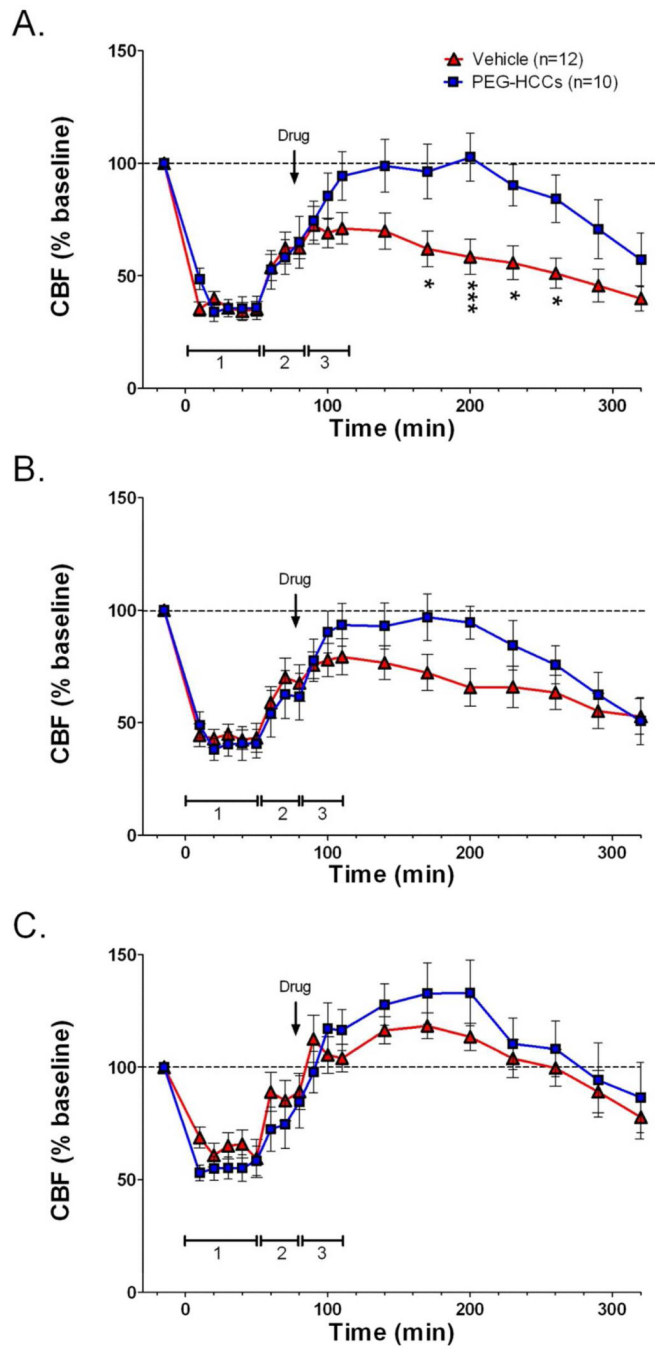 A.
150
Vehicle (n=12)
PEG-HCCs (n=10)
Drug
100
CBF (% baseline)
50
*
***
*
*
1
2
3
0
0
100
200
300
Time (min)
B.
150
Drug
100
CBF (% baseline)
50
1
2
3
0
0
100
200
300
Time (min)
C.
150
Drug
100
CBF (% baseline)
50
1
2
3
0
0
100
200
300
Time (min)